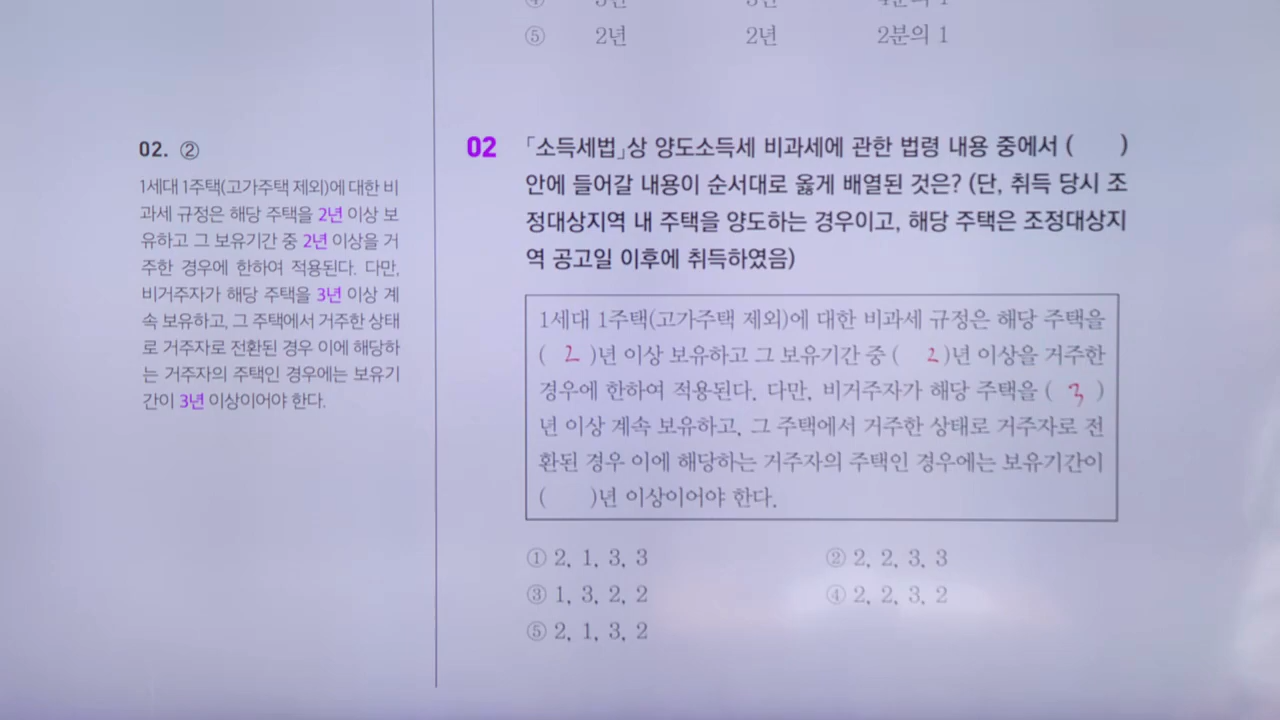 ⑤ 2년 2년 2분의 1
02. ②
1세대 1주택(고가주택 제외)에 대한 비
과세 규정은 해당 주택을 2년 이상 보
유하고 그 보유기간 중 2년 이상을 거
주한 경우에 한하여 적용된다. 다만,
비거주자가 해당 주택을 3년 이상 계
속 보유하고, 그 주택에서 거주한 상태
로 거주자로 전환된 경우 이에 해당하
는 거주자의 주택인 경우에는 보유기
간이 3년 이상이어야 한다.
02 「소득세법」상 양도소득세 비과세에 관한 법령 내용 중에서 ( )
안에 들어갈 내용이 순서대로 옳게 배열된 것은? (단, 취득 당시 조
정대상지역 내 주택을 양도하는 경우이고, 해당 주택은 조정대상지
역 공고일 이후에 취득하였음)
1세대 1주택(고가주택 제외)에 대한 비과세 규정은 해당 주택을
( 2 )년 이상 보유하고 그 보유기간 중 ( 2 )년 이상을 거주한
경우에 한하여 적용된다. 다만, 비거주자가 해당 주택을 ( 3 )
년 이상 계속 보유하고, 그 주택에서 거주한 상태로 거주자로 전
환된 경우 이에 해당하는 거주자의 주택인 경우에는 보유기간이
( )년 이상이어야 한다.
① 2, 1, 3, 3 ② 2, 2, 3, 3
③ 1, 3, 2, 2 ④ 2, 2, 3, 2
⑤ 2, 1, 3, 2